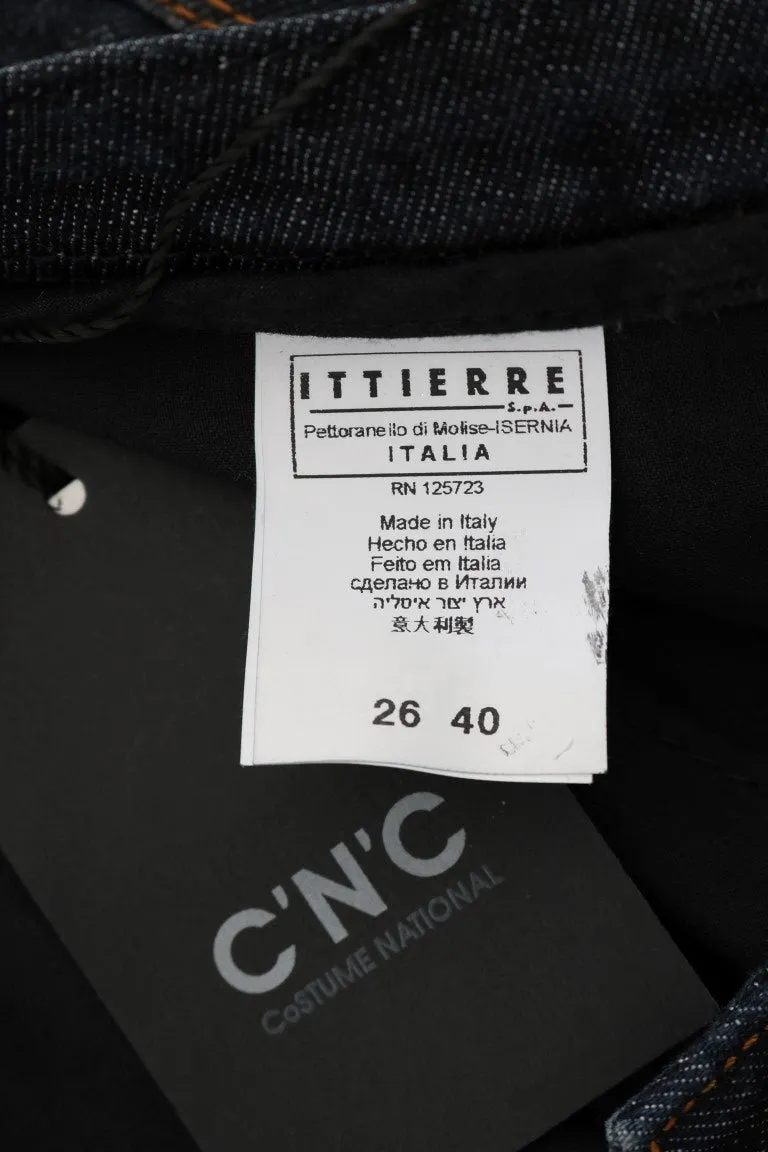 ITTIERRE
S.p.A.
Pettoranello di Molise-ISERNIA
ITALIA
RN 125723
Made in Italy
Hecho en Italia
Feito em Italia
сделано в Италии
ארץ יצור איטליה
意大利製
26 40
C'N'C
CoSTUME NATIONAL